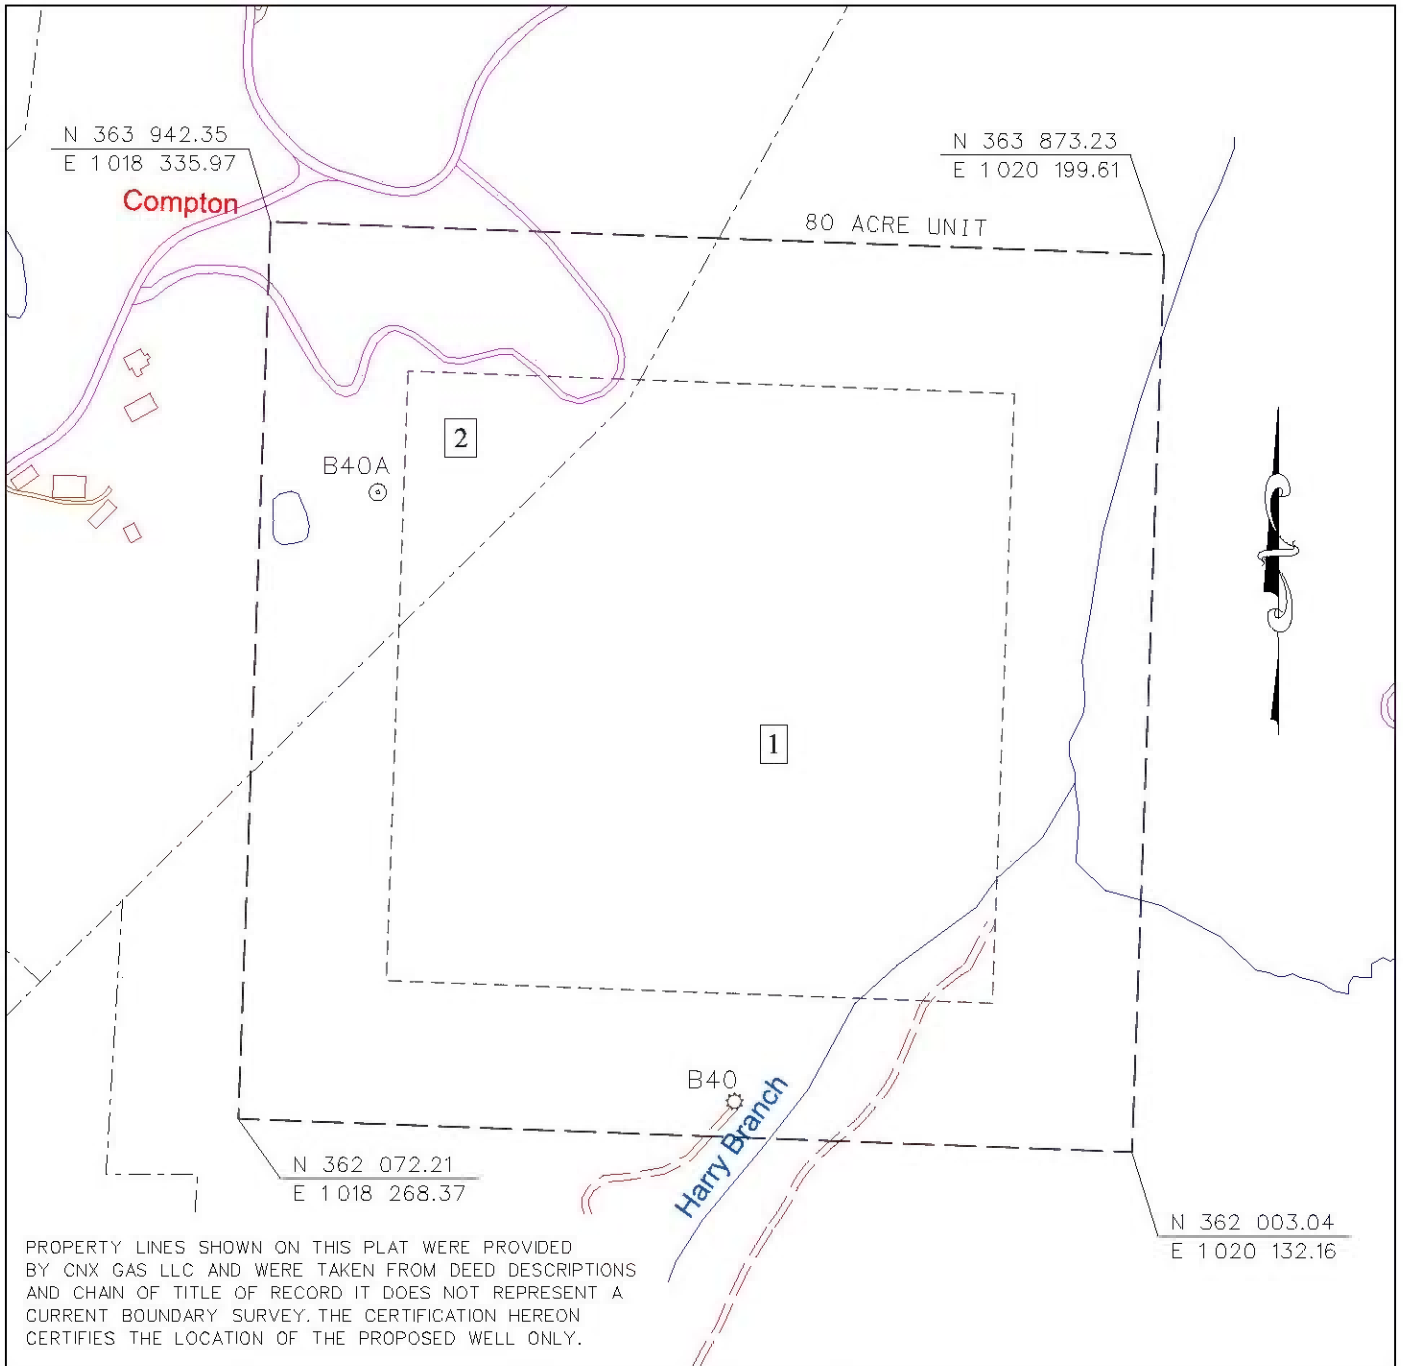 N 363 942.35
E 1 018 335.97
N 363 873.23
E 1 020 199.61
Compton
80 ACRE UNIT
2
B40A
1
B40
Harry Branch
N 362 072.21
E 1 018 268.37
N 362 003.04
E 1 020 132.16
PROPERTY LINES SHOWN ON THIS PLAT WERE PROVIDED
BY CNX GAS LLC AND WERE TAKEN FROM DEED DESCRIPTIONS
AND CHAIN OF TITLE OF RECORD IT DOES NOT REPRESENT A
CURRENT BOUNDARY SURVEY. THE CERTIFICATION HEREON
CERTIFIES THE LOCATION OF THE PROPOSED WELL ONLY.